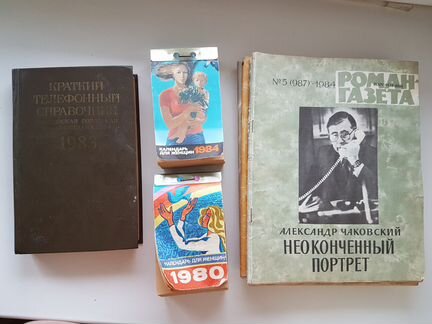 КРАТКИЙ
ТЕЛЕФОННЫЙ
СПРАВОЧНИК
1983
КАЛЕНДАРЬ ДЛЯ ЖЕНЩИН 1984
КАЛЕНДАРЬ ДЛЯ ЖЕНЩИН
1980
№5 (987)-1984
РОМАН-
ГАЗЕТА
АЛЕКСАНДР ЧАКОВСКИЙ
НЕОКОНЧЕННЫЙ
ПОРТРЕТ